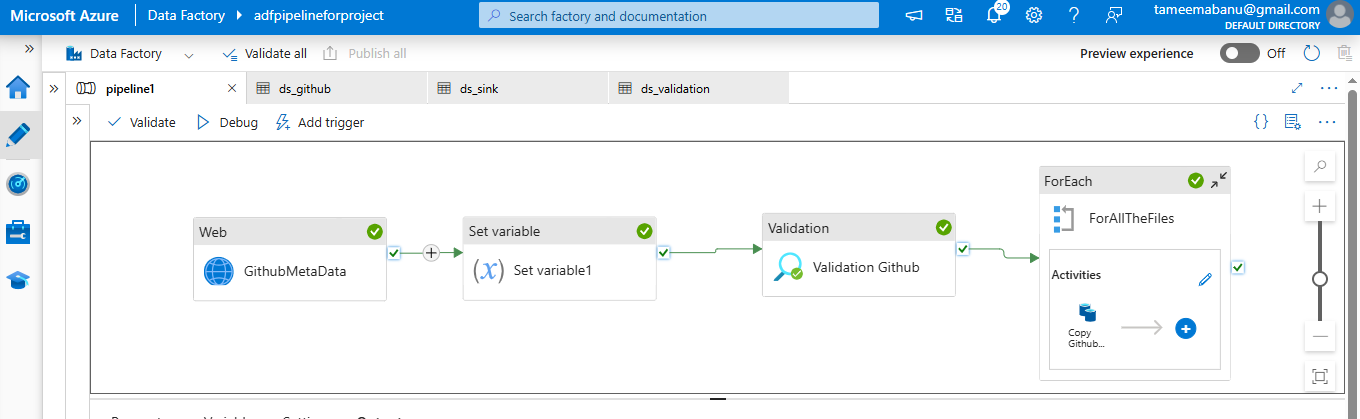 Microsoft Azure Data Factory adfpipelineforproject Search factory and documentation 20 tameemabanu@gmail.com
DEFAULT DIRECTORY
Data Factory Validate all Publish all Preview experience Off
pipeline1 ds_github ds_sink ds_validation
Validate Debug Add trigger
ForEach
ForAllTheFiles
Web Set variable Validation
GithubMetaData Set variable1 Validation Github
Activities
Copy
Github...